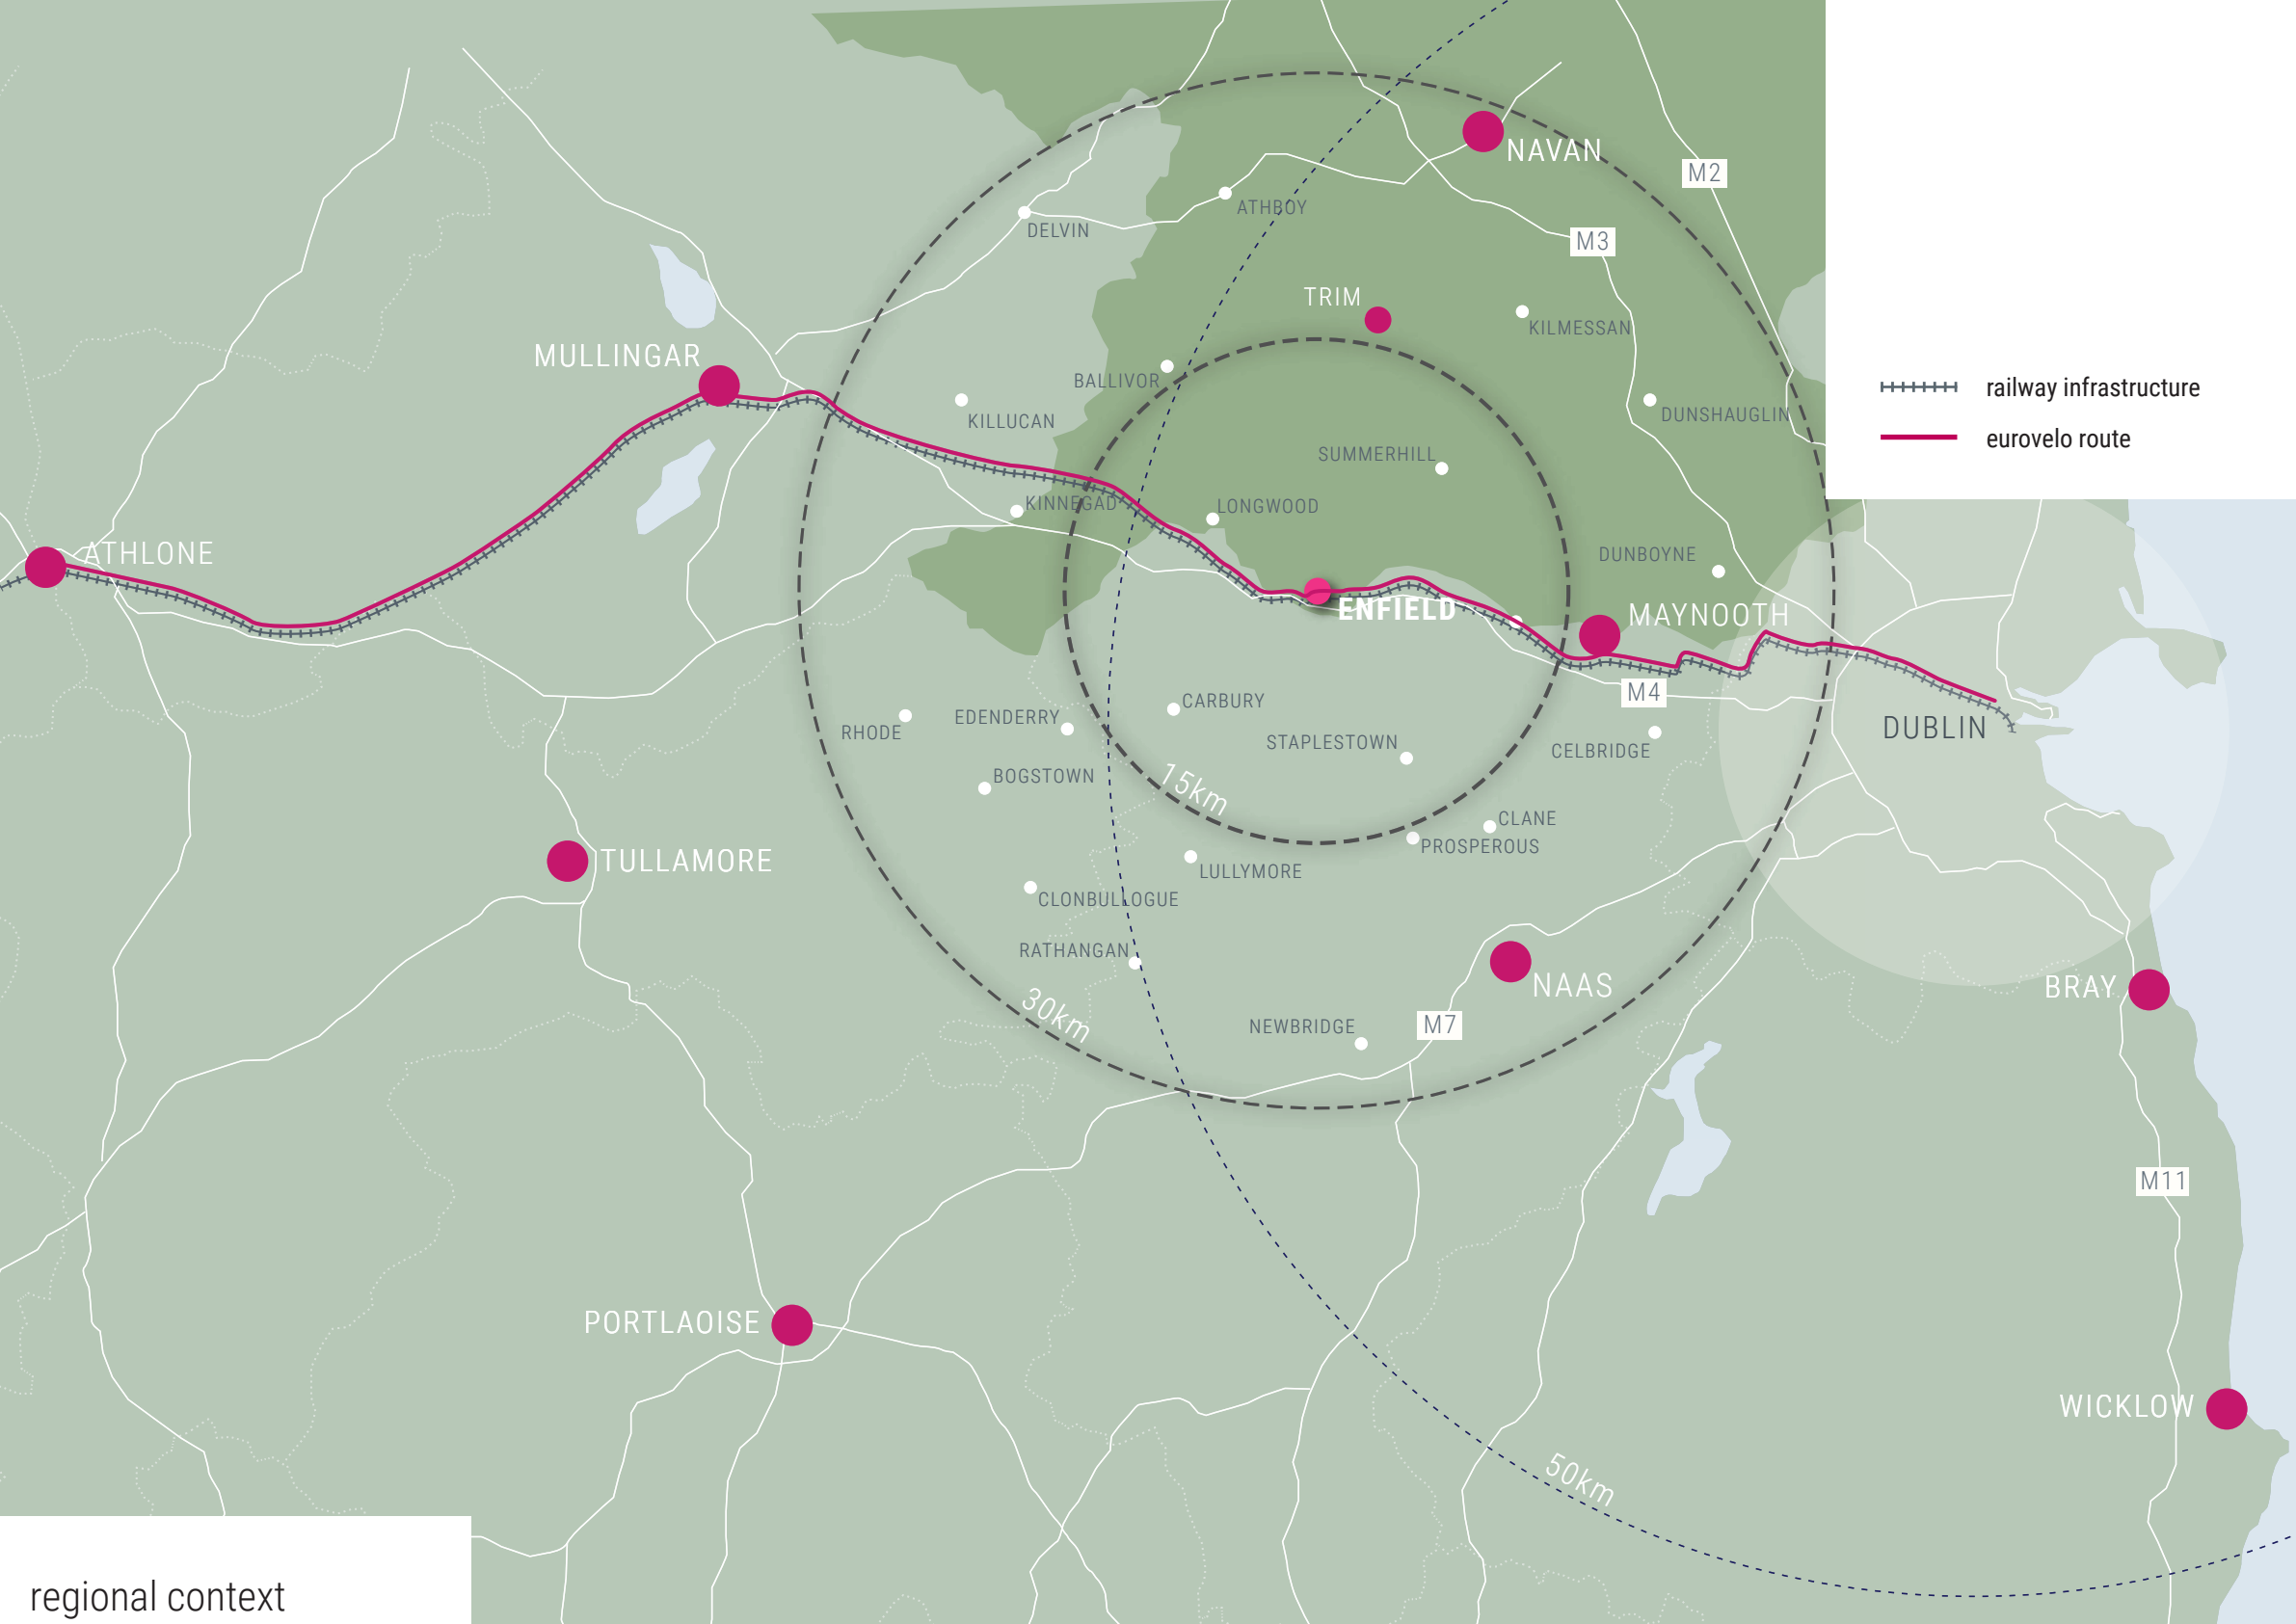 NAVAN
M2
ATHBOY
DELVIN
M3
TRIM
KILMESSAN
MULLINGAR
BALLIVOR
railway infrastructure
KILLUCAN
DUNSHAUGLIN
eurovelo route
SUMMERHILL
KINNEGAD
LONGWOOD
ATHLONE
DUNBOYNE
ENFIELD
MAYNOOTH
M4
CARBURY
EDENDERRY
RHODE
DUBLIN
STAPLESTOWN
CELBRIDGE
BOGSTOWN
15km
CLANE
PROSPEROUS
TULLAMORE
LULLYMORE
CLONBULLOGUE
RATHANGAN
NAAS
BRAY
30km
NEWBRIDGE
M7
M11
PORTLAOISE
WICKLOW
50km
regional context